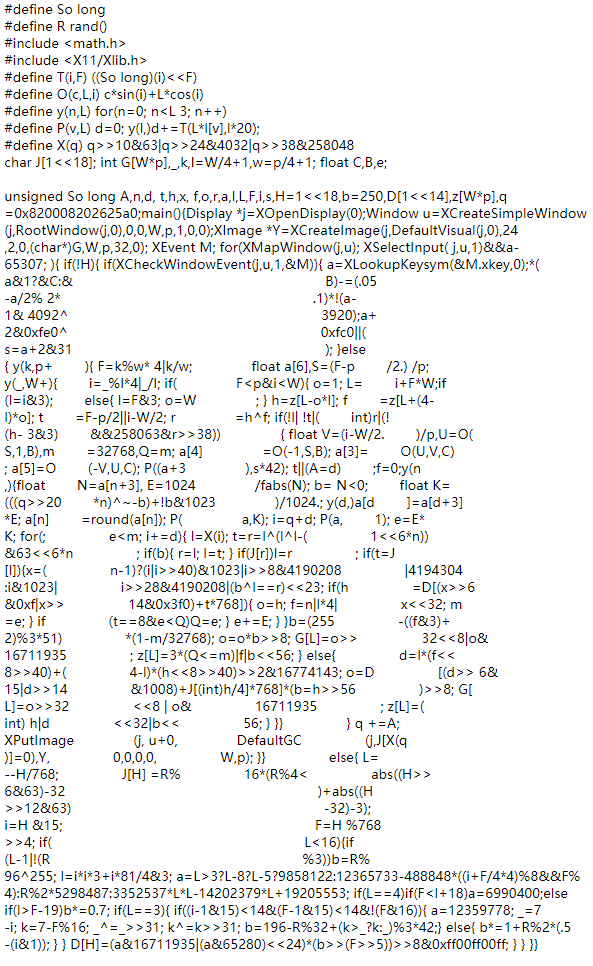 #define So long
#define R rand()
#include <math.h>
#include <X11/Xlib.h>
#define T(i,F) ((So long)(i)<<F)
#define O(c,L,i) c*sin(i)+L*cos(i)
#define y(n,L) for(n=0; n<L 3; n++)
#define P(v,L) d=0; y(l,)d+=T(L*l[v],l*20);
#define X(q) q>>10&63|q>>24&4032|q>>38&258048
char J[1<<18]; int G[W*p],_,k,I=W/4+1,w=p/4+1; float C,B,e;

unsigned So long A,n,d, t,h,x, f,o,r,a,l,L,F,i,s,H=1<<18,b=250,D[1<<14],z[W*p],q
=0x820008202625a0;main(){Display *j=XOpenDisplay(0);Window u=XCreateSimpleWindow
(j,RootWindow(j,0),0,0,W,p,1,0,0);XImage *Y=XCreateImage(j,DefaultVisual(j,0),24
,2,0,(char*)G,W,p,32,0); XEvent M; for(XMapWindow(j,u); XSelectInput( j,u,1)&&a-
65307; ){ if(!H){ if(XCheckWindowEvent(j,u,1,&M)){ a=XLookupKeysym(&M.xkey,0);*(
a&1?&C:& B)-=(.05
-a/2% 2* .1)*!(a-
1& 4092^ 3920);a+
2&0xfe0^ 0xfc0||(
s=a+2&31 ); }else
{ y(k,p+ ){ F=k%w* 4|k/w; float a[6],S=(F-p /2.) /p;
y(_,W+){ i=_%I*4|_/I; if( F<p&i<W){ o=1; L= i+F*W;if
(l=i&3); else{ l=F&3; o=W ; } h=z[L-o*l]; f =z[L+(4-
l)*o]; t =F-p/2||i-W/2; r =h^f; if(!l| !t|( int)r|(!
(h- 3&3) &&258063&r>>38)) { float V=(i-W/2. )/p,U=O(
S,1,B),m =32768,Q=m; a[4] =O(-1,S,B); a[3]= O(U,V,C)
; a[5]=O (-V,U,C); P((a+3 ),s*42); t||(A=d) ;f=0;y(n
,){float N=a[n+3], E=1024 /fabs(N); b= N<0; float K=
(((q>>20 *n)^~-b)+!b&1023 )/1024.; y(d,)a[d ]=a[d+3]
*E; a[n] =round(a[n]); P( a,K); i=q+d; P(a, 1); e=E*
K; for(; e<m; i+=d){ l=X(i); t=r=l^(l^l-( 1<<6*n))
&63<<6*n ; if(b){ r=l; l=t; } if(J[r])l=r ; if(t=J
[l]){x=( n-1)?(i|i>>40)&1023|i>>8&4190208 |4194304
:i&1023| i>>28&4190208|(b^l==r)<<23; if(h =D[(x>>6
&0xf|x>> 14&0x3f0)+t*768]){ o=h; f=n|l*4| x<<32; m
=e; } if (t==8&e<Q)Q=e; } e+=E; } }b=(255 -((f&3)+
2)%3*51) *(1-m/32768); o=o*b>>8; G[L]=o>> 32<<8|o&
16711935 ; z[L]=3*(Q<=m)|f|b<<56; } else{ d=l*(f<<
8>>40)+( 4-l)*(h<<8>>40)>>2&16774143; o=D [(d>> 6&
15|d>>14 &1008)+J[(int)h/4]*768]*(b=h>>56 )>>8; G[
L]=o>>32 <<8 | o& 16711935 ; z[L]=(
int) h|d <<32|b<< 56; } }} } q +=A;
XPutImage (j, u+0, DefaultGC (j,J[X(q
)]=0),Y, 0,0,0,0, W,p); }} else{ L=
--H/768; J[H] =R% 16*(R%4< abs((H>>
6&63)-32 )+abs((H
>>12&63) -32)-3);
i=H &15; F=H %768
>>4; if( L<16){if
(L-1|!(R %3))b=R%
96^255; l=i*i*3+i*81/4&3; a=L>3?L-8?L-5?9858122:12365733-488848*((i+F/4*4)%8&&F%
4):R%2*5298487:3352537*L*L-14202379*L+19205553; if(L==4)if(F<l+18)a=6990400;else
if(l>F-19)b*=0.7; if(L==3){ if((i-1&15)<14&(F-1&15)<14&!(F&16)){ a=12359778; _=7
-i; k=7-F%16; _^=_>>31; k^=k>>31; b=196-R%32+(k>_?k:_)%3*42;} else{ b*=1+R%2*(.5
-(i&1)); } } D[H]=(a&16711935|(a&65280)<<24)*(b>>(F>>5))>>8&0xff00ff00ff; } } }}